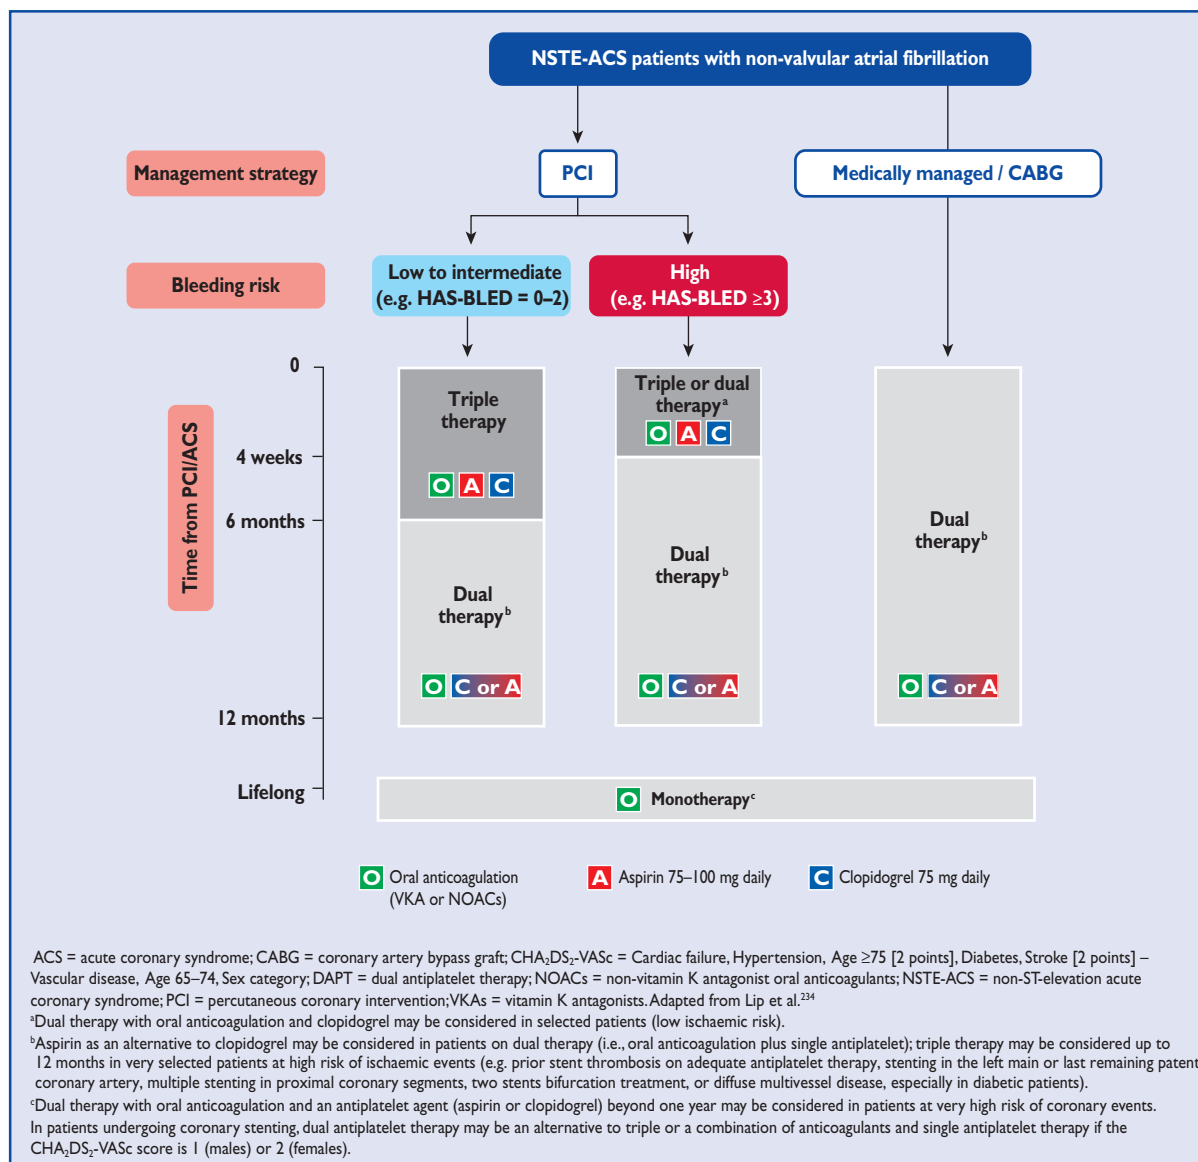 NSTE-ACS patients with non-valvular atrial fibrillation
Management strategy
PCI
Medically managed / CABG
Bleeding risk
Low to intermediate
(e.g. HAS-BLED = 0–2)
High
(e.g. HAS-BLED ≥3)
Time from PCI/ACS
0
4 weeks
6 months
12 months
Lifelong
Triple
therapy
O A C
Dual
therapyᵇ
O C or A
Triple or dual
therapyᵃ
O A C
Dual
therapyᵇ
O C or A
Dual
therapyᵇ
O C or A
O Monotherapyᶜ
O Oral anticoagulation
(VKA or NOACs)
A Aspirin 75–100 mg daily
C Clopidogrel 75 mg daily
ACS = acute coronary syndrome; CABG = coronary artery bypass graft; CHA₂DS₂-VASc = Cardiac failure, Hypertension, Age ≥75 [2 points], Diabetes, Stroke [2 points] –
Vascular disease, Age 65–74, Sex category; DAPT = dual antiplatelet therapy; NOACs = non-vitamin K antagonist oral anticoagulants; NSTE-ACS = non-ST-elevation acute
coronary syndrome; PCI = percutaneous coronary intervention; VKAs = vitamin K antagonists. Adapted from Lip et al.²³⁴
ᵃDual therapy with oral anticoagulation and clopidogrel may be considered in selected patients (low ischaemic risk).
ᵇAspirin as an alternative to clopidogrel may be considered in patients on dual therapy (i.e., oral anticoagulation plus single antiplatelet); triple therapy may be considered up to
12 months in very selected patients at high risk of ischaemic events (e.g. prior stent thrombosis on adequate antiplatelet therapy, stenting in the left main or last remaining patent
coronary artery, multiple stenting in proximal coronary segments, two stents bifurcation treatment, or diffuse multivessel disease, especially in diabetic patients).
ᶜDual therapy with oral anticoagulation and an antiplatelet agent (aspirin or clopidogrel) beyond one year may be considered in patients at very high risk of coronary events.
In patients undergoing coronary stenting, dual antiplatelet therapy may be an alternative to triple or a combination of anticoagulants and single antiplatelet therapy if the
CHA₂DS₂-VASc score is 1 (males) or 2 (females).